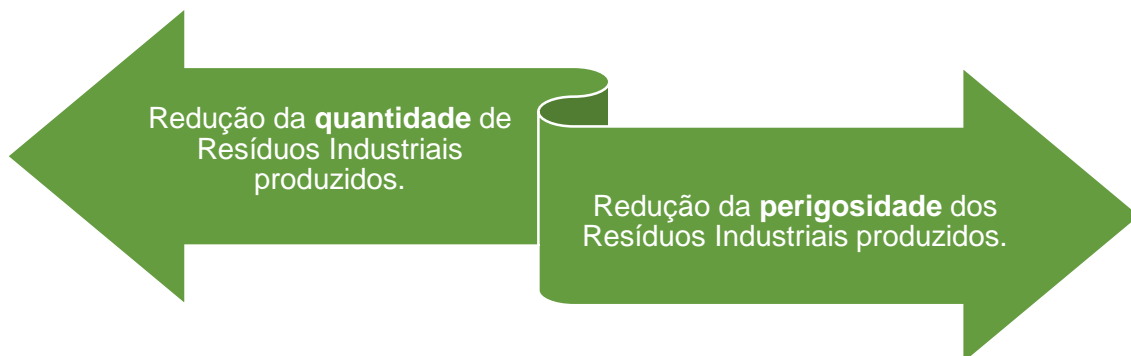 Redução da quantidade de
Resíduos Industriais
produzidos.
Redução da perigosidade dos
Resíduos Industriais produzidos.